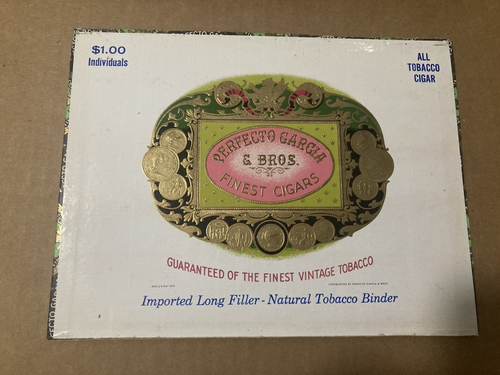 $1.00
Individuals
ALL
TOBACCO
CIGAR
PERFECTO GARCIA
& BROS.
FINEST CIGARS
GUARANTEED OF THE FINEST VINTAGE TOBACCO
Imported Long Filler - Natural Tobacco Binder